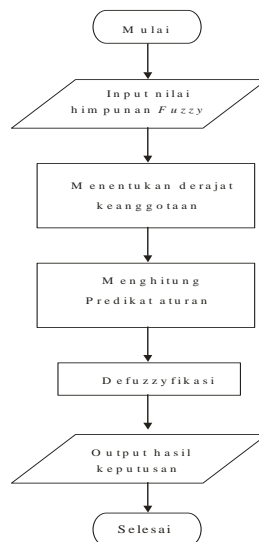 Mulai
Input nilai
himpunan Fuzzy
Menentukan derajat
keanggotaan
Menghitung
Predikat aturan
Defuzzyfikasi
Output hasil
keputusan
Selesai